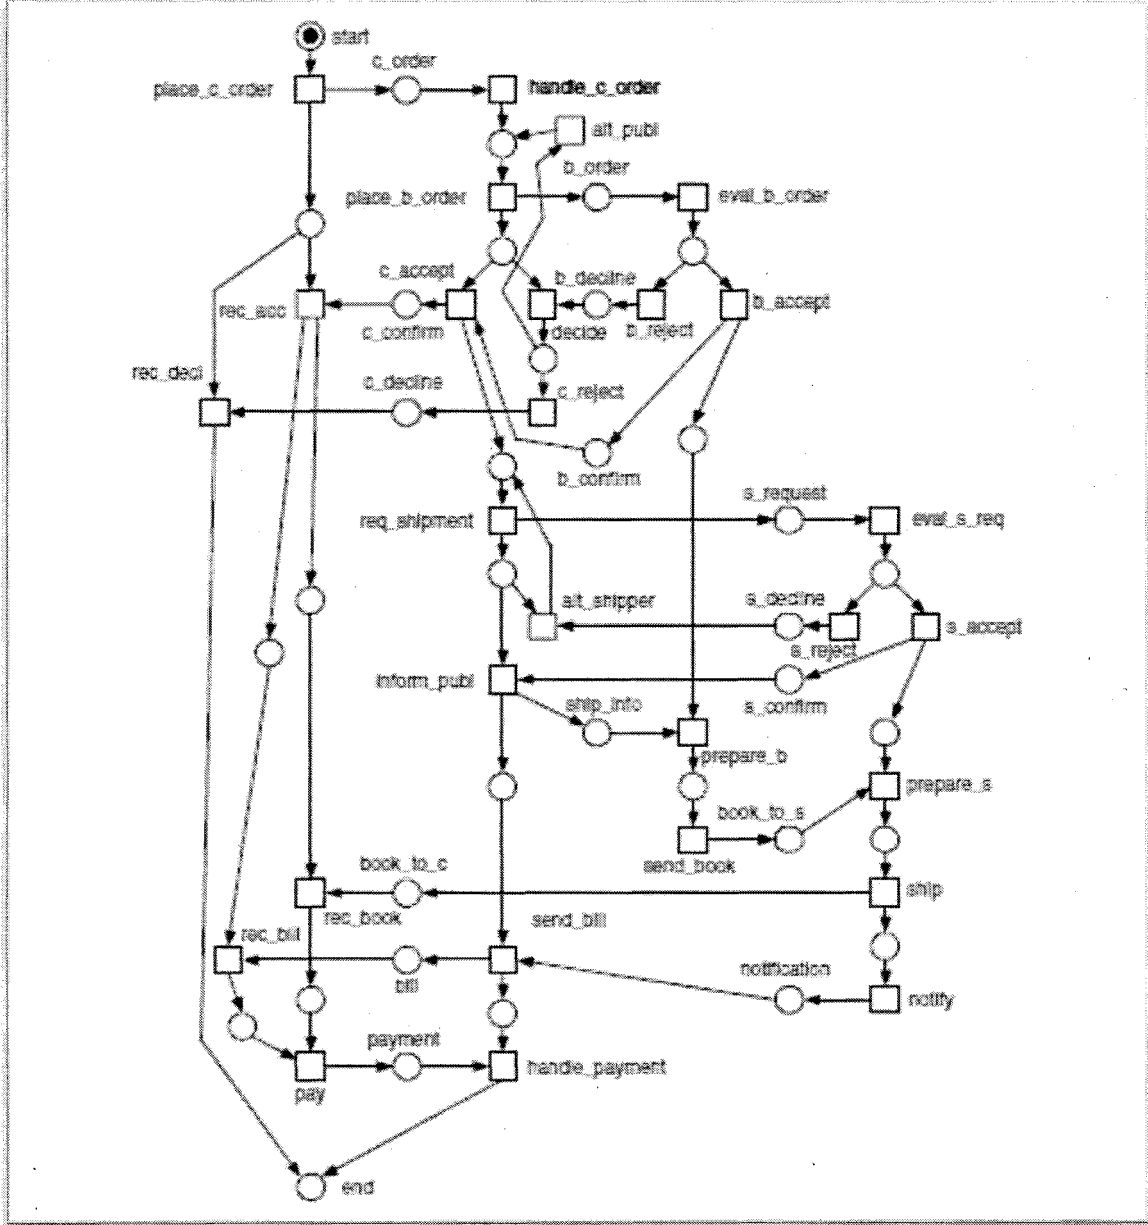 start
c_order
place_c_order
handle_c_order
alt_publ
b_order
place_b_order
eval_b_order
c_accept
b_decline
rec_acc
b_accept
c_confirm
decide
b_reject
rec_decl
c_decline
c_reject
b_confirm
s_request
req_shipment
eval_s_req
alt_shipper
s_decline
s_accept
s_reject
inform_publ
ship_info
s_confirm
prepare_b
prepare_s
book_to_s
send_book
book_to_c
ship
rec_book
send_bill
rec_bill
notification
bill
notify
payment
handle_payment
pay
end